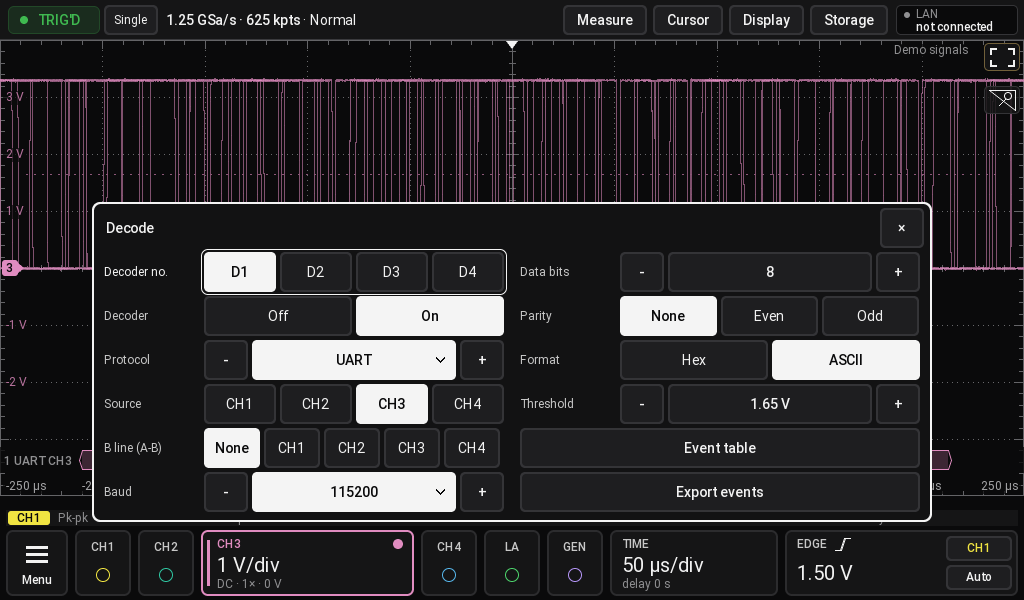 TRIG'D Single 1.25 GSa/s · 625 kpts · Normal Measure Cursor Display Storage LAN
not connected
Demo signals
3 V
2 V
1 V
3
-1 V
-2 V
Decode ×
Decoder no. D1 D2 D3 D4 Data bits - 8 +
Decoder Off On Parity None Even Odd
Protocol - UART + Format Hex ASCII
Source CH1 CH2 CH3 CH4 Threshold - 1.65 V +
B line (A-B) None CH1 CH2 CH3 CH4 Event table
Baud - 115200 + Export events
1 UART CH3
-250 µs -2 µs 250 µs
CH1 Pk-pk
Menu
CH1
CH2
CH3
1 V/div
DC · 1× · 0 V
CH4
LA
GEN
TIME
50 µs/div
delay 0 s
EDGE
1.50 V
CH1
Auto